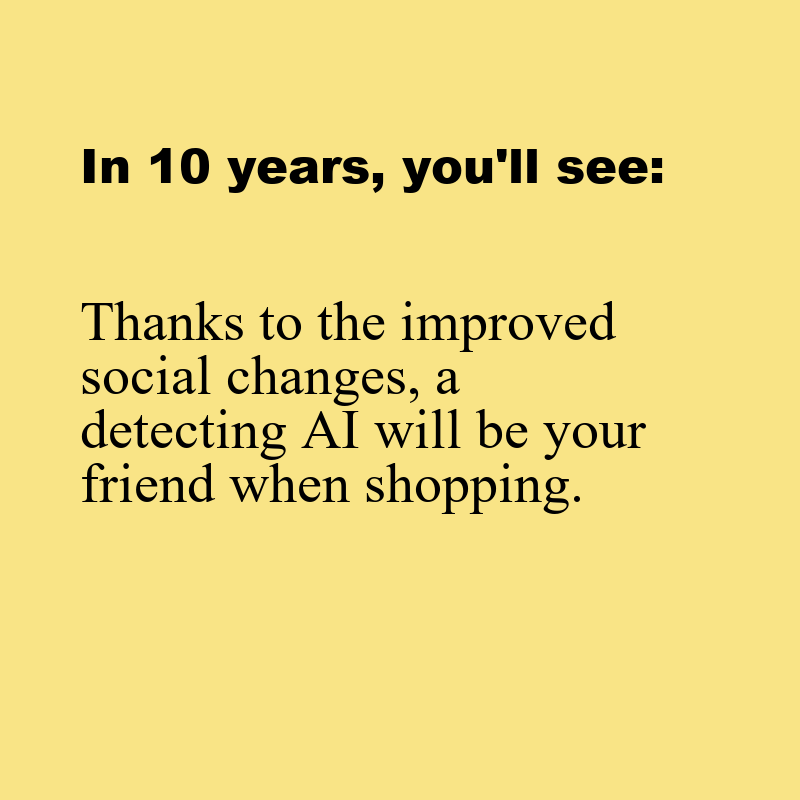 In 10 years, you'll see:
Thanks to the improved
social changes, a
detecting AI will be your
friend when shopping.